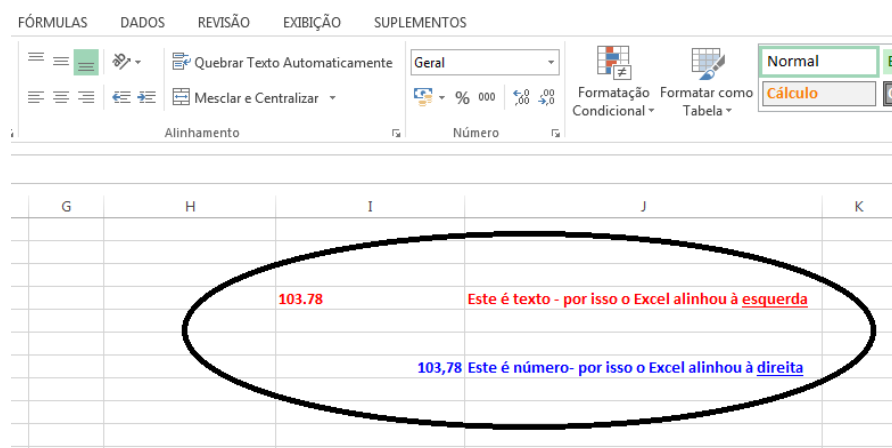 FÓRMULAS DADOS REVISÃO EXIBIÇÃO SUPLEMENTOS
Quebrar Texto Automaticamente Geral Normal
% 000 ,00 ,00 Formatação Formatar como Cálculo
Mesclar e Centralizar Condicional Tabela
Alinhamento Número
G H I J K
103.78 Este é texto - por isso o Excel alinhou à esquerda
103,78 Este é número- por isso o Excel alinhou à direita